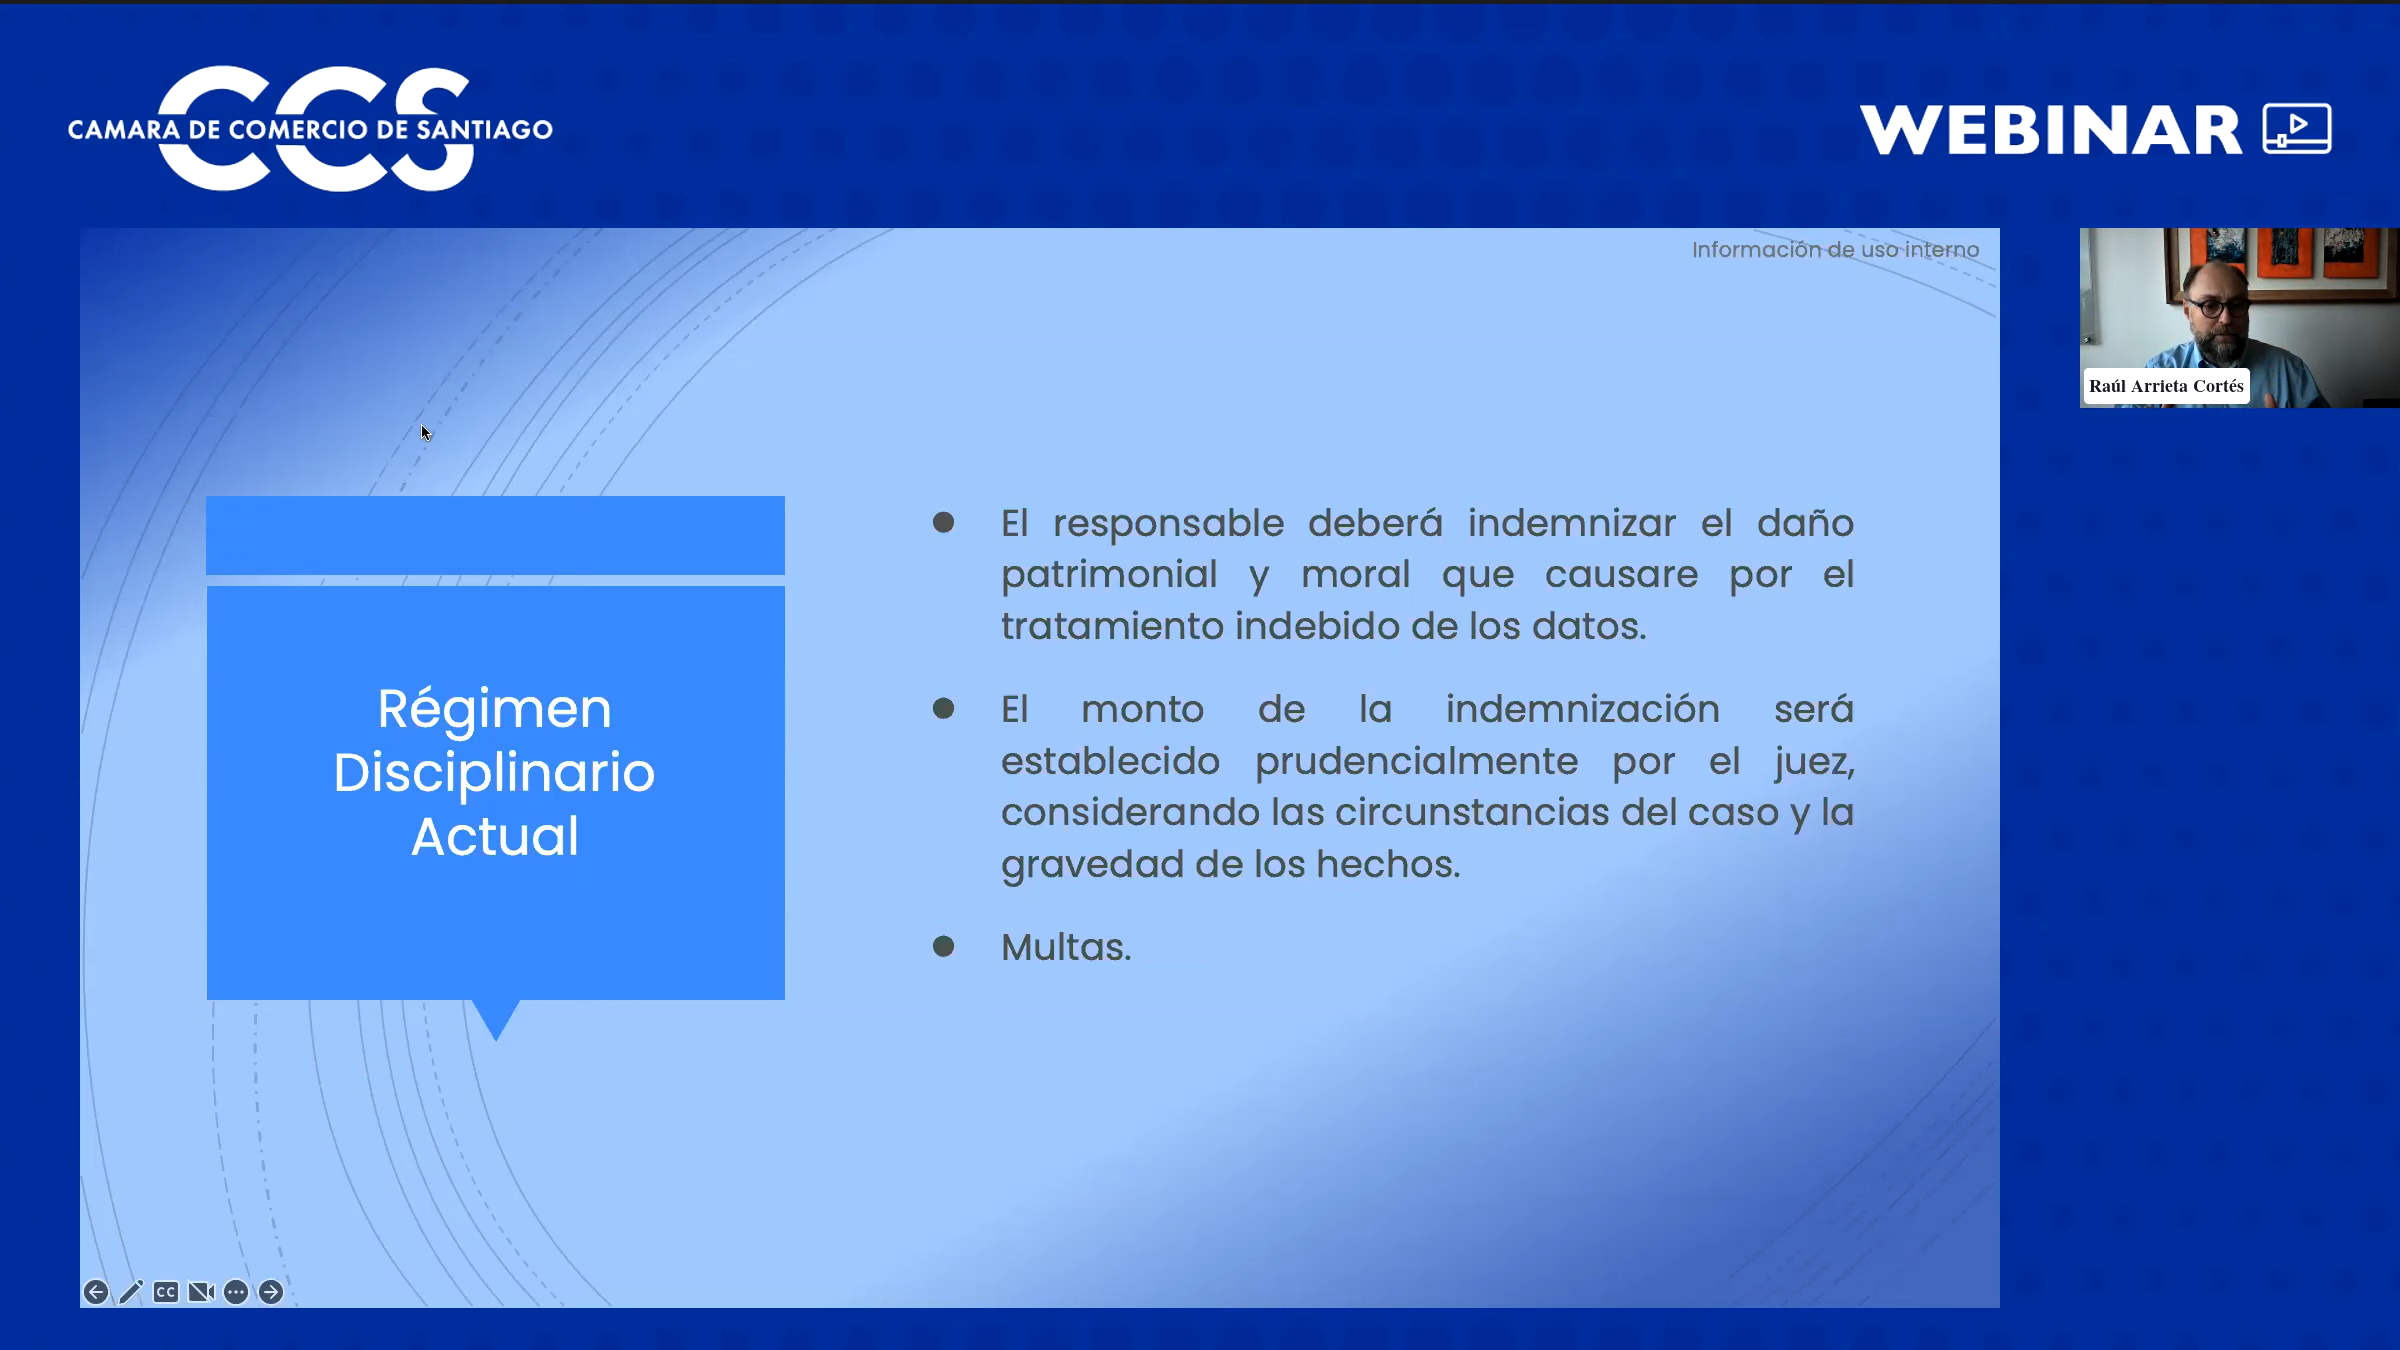 CCS
CAMARA DE COMERCIO DE SANTIAGO
WEBINAR
Información de uso interno
Raúl Arrieta Cortés
Régimen
Disciplinario
Actual
● El responsable deberá indemnizar el daño
patrimonial y moral que causare por el
tratamiento indebido de los datos.
● El monto de la indemnización será
establecido prudencialmente por el juez,
considerando las circunstancias del caso y la
gravedad de los hechos.
● Multas.
CC